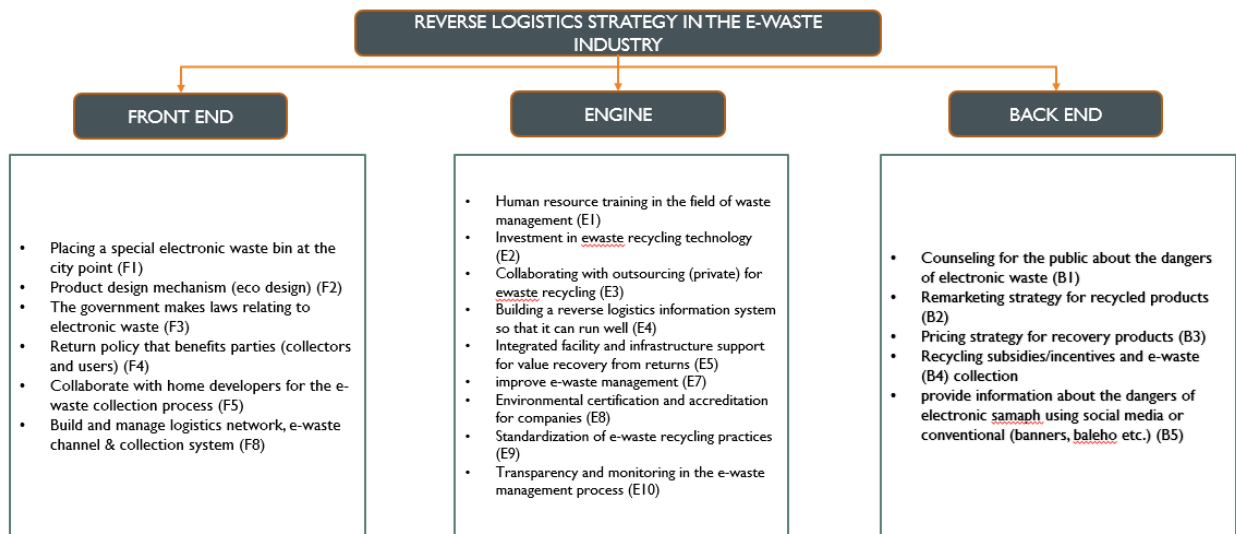 REVERSE LOGISTICS STRATEGY IN THE E-WASTE
INDUSTRY
FRONT END
ENGINE
BACK END
• Placing a special electronic waste bin at the
city point (F1)
• Product design mechanism (eco design) (F2)
• The government makes laws relating to
electronic waste (F3)
• Return policy that benefits parties (collectors
and users) (F4)
• Collaborate with home developers for the e-
waste collection process (F5)
• Build and manage logistics network, e-waste
channel & collection system (F8)
• Human resource training in the field of waste
management (E1)
• Investment in ewaste recycling technology
(E2)
• Collaborating with outsourcing (private) for
ewaste recycling (E3)
• Building a reverse logistics information system
so that it can run well (E4)
• Integrated facility and infrastructure support
for value recovery from returns (E5)
• improve e-waste management (E7)
• Environmental certification and accreditation
for companies (E8)
• Standardization of e-waste recycling practices
(E9)
• Transparency and monitoring in the e-waste
management process (E10)
• Counseling for the public about the dangers
of electronic waste (B1)
• Remarketing strategy for recycled products
(B2)
• Pricing strategy for recovery products (B3)
• Recycling subsidies/incentives and e-waste
(B4) collection
• provide information about the dangers of
electronic samaph using social media or
conventional (banners, baleho etc.) (B5)